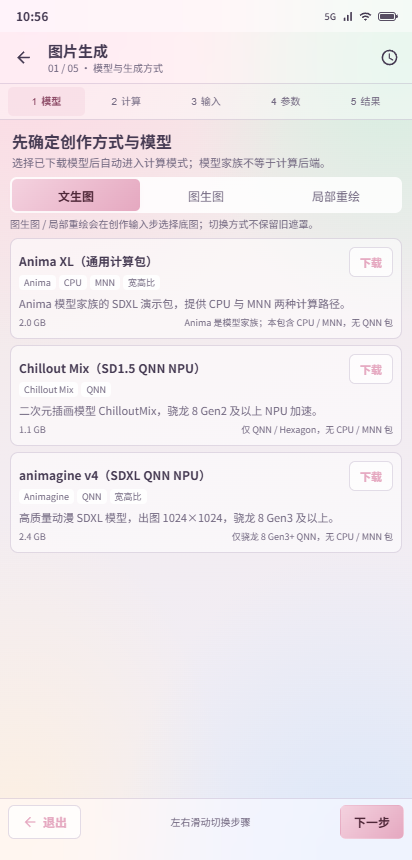 10:56
5G
图片生成
01 / 05 · 模型与生成方式
1 模型
2 计算
3 输入
4 参数
5 结果
先确定创作方式与模型
选择已下载模型后自动进入计算模式；模型家族不等于计算后端。
文生图
图生图
局部重绘
图生图 / 局部重绘会在创作输入步选择底图；切换方式不保留旧遮罩。
Anima XL（通用计算包）
下载
Anima CPU MNN 宽高比
Anima 模型家族的 SDXL 演示包，提供 CPU 与 MNN 两种计算路径。
2.0 GB
Anima 是模型家族；本包含 CPU / MNN，无 QNN 包
Chillout Mix（SD1.5 QNN NPU）
下载
Chillout Mix QNN
二次元插画模型 ChilloutMix，骁龙 8 Gen2 及以上 NPU 加速。
1.1 GB
仅 QNN / Hexagon，无 CPU / MNN 包
animagine v4（SDXL QNN NPU）
下载
Animagine QNN 宽高比
高质量动漫 SDXL 模型，出图 1024×1024，骁龙 8 Gen3 及以上。
2.4 GB
仅骁龙 8 Gen3+ QNN，无 CPU / MNN 包
退出
左右滑动切换步骤
下一步